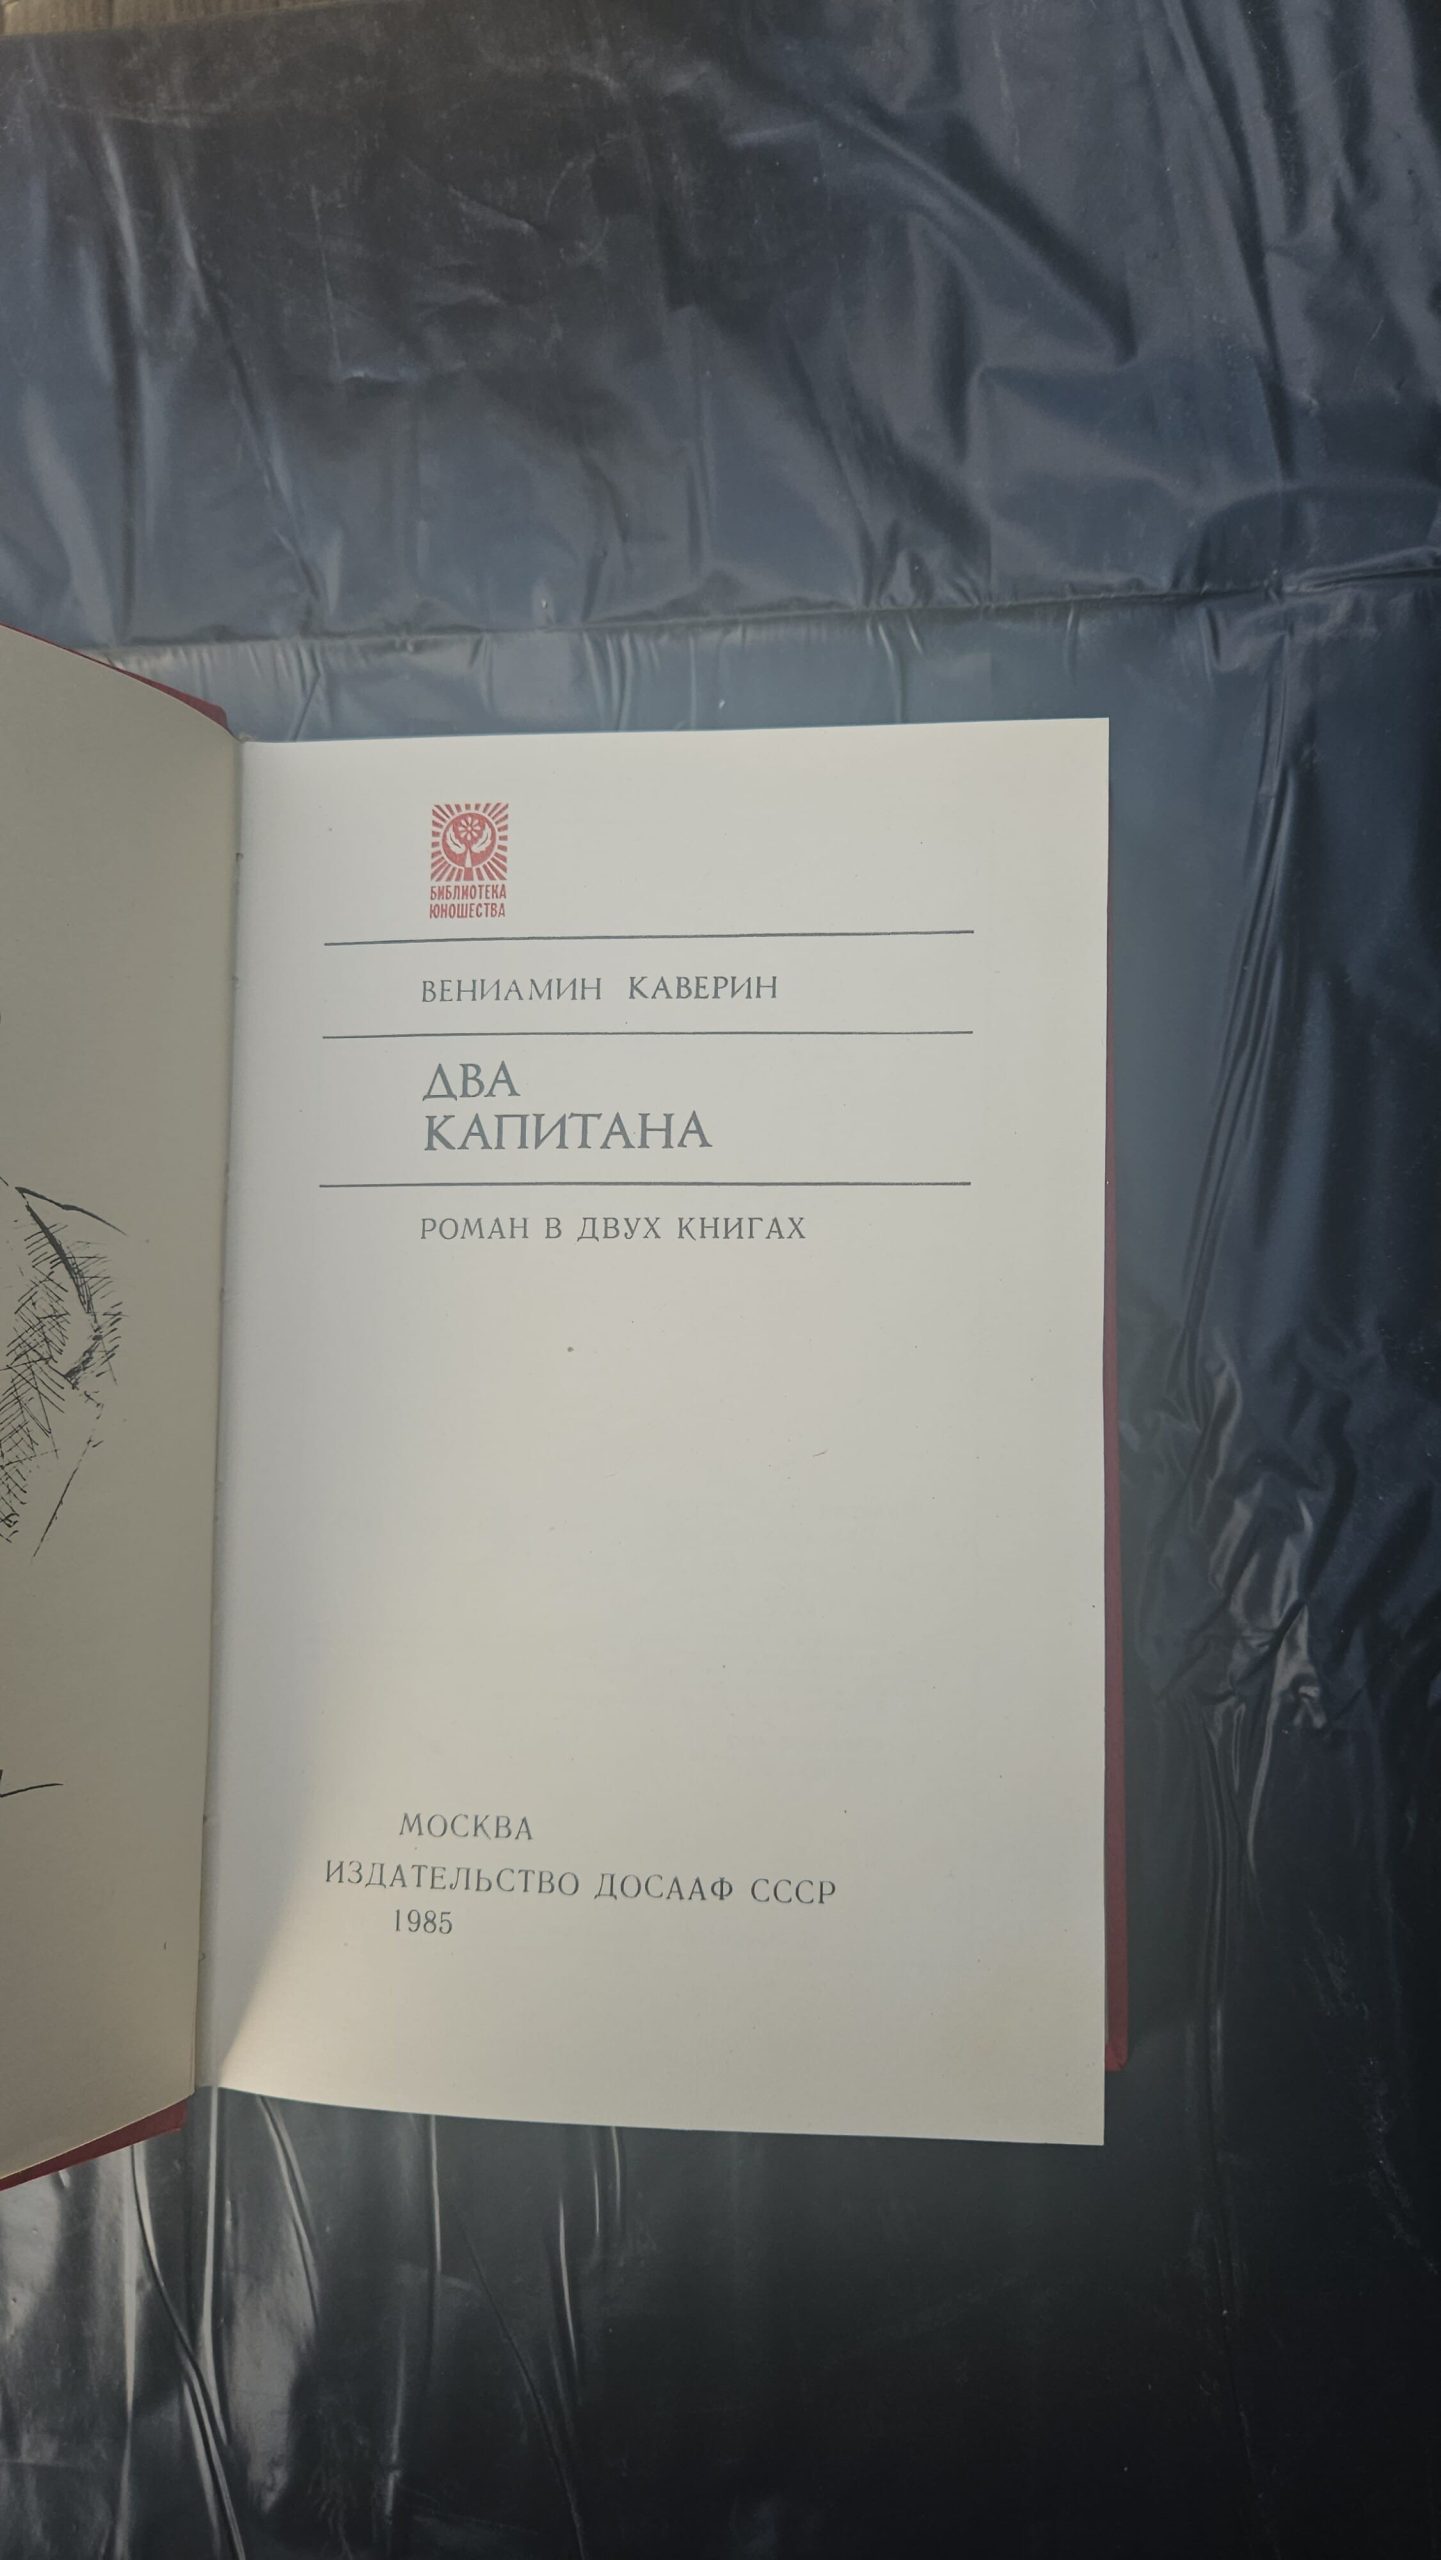 БИБЛИОТЕКА
ЮНОШЕСТВА
ВЕНИАМИН КАВЕРИН
ДВА
КАПИТАНА
РОМАН В ДВУХ КНИГАХ
МОСКВА
ИЗДАТЕЛЬСТВО ДОСААФ СССР
1985